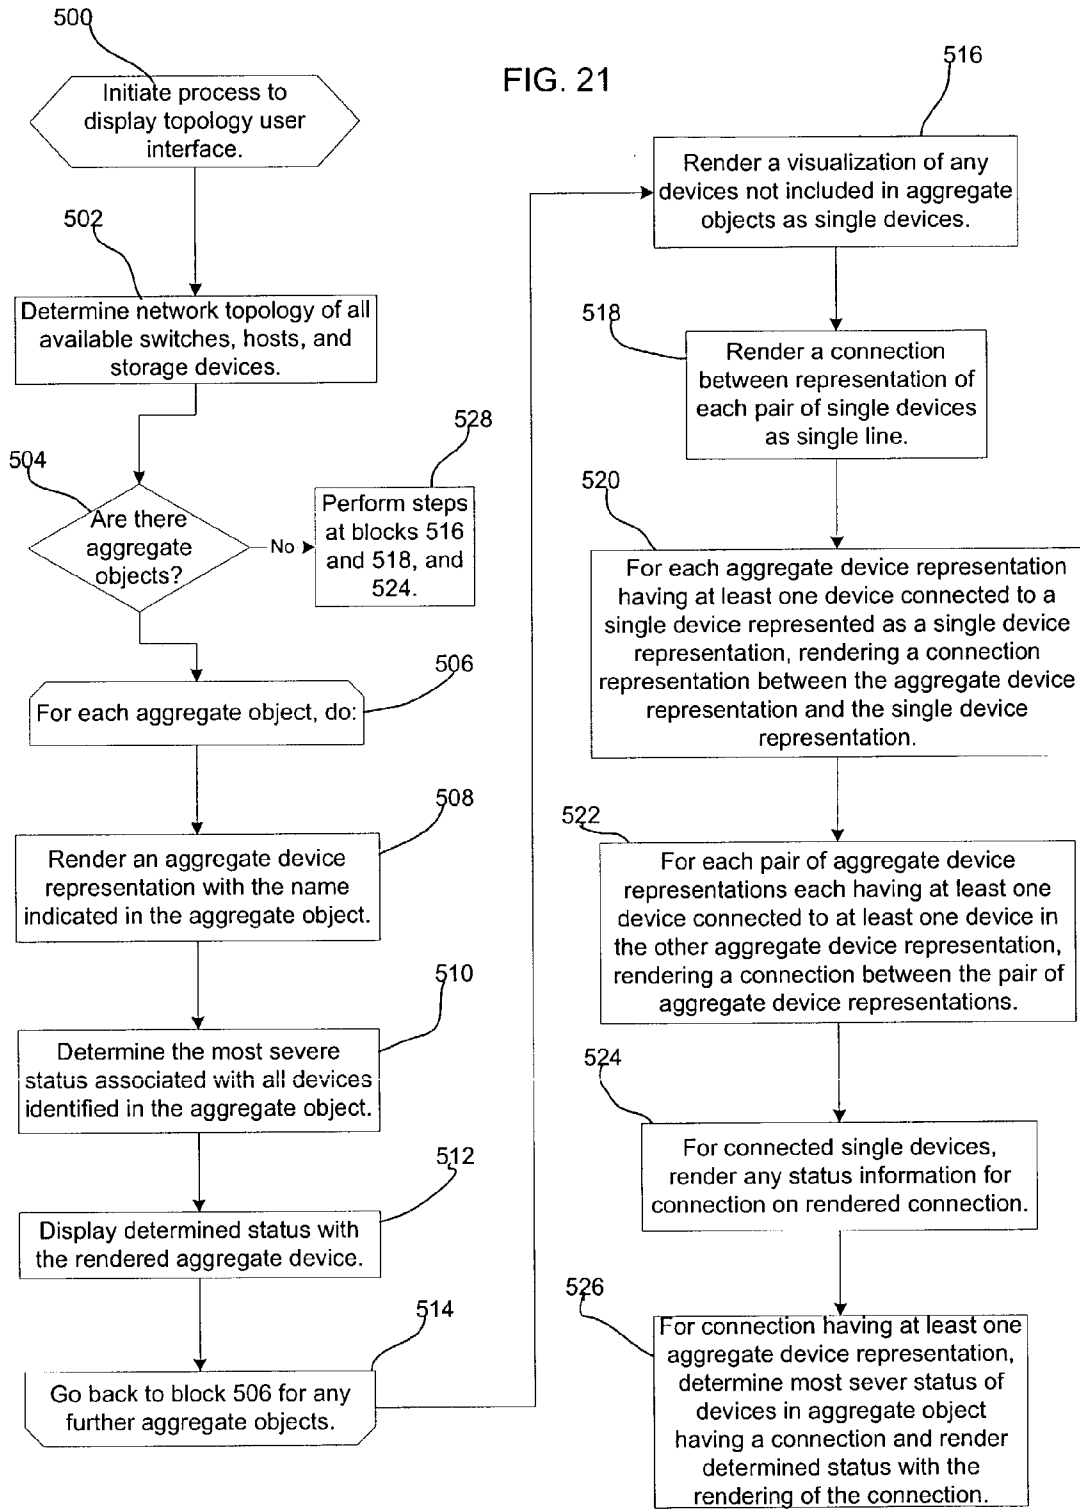 500
Initiate process to
display topology user
interface.
502
Determine network topology of all
available switches, hosts, and
storage devices.
504
Are there
aggregate
objects?
No
528
Perform steps
at blocks 516
and 518, and
524.
506
For each aggregate object, do:
508
Render an aggregate device
representation with the name
indicated in the aggregate object.
510
Determine the most severe
status associated with all devices
identified in the aggregate object.
512
Display determined status with
the rendered aggregate device.
514
Go back to block 506 for any
further aggregate objects.
FIG. 21
516
Render a visualization of any
devices not included in aggregate
objects as single devices.
518
Render a connection
between representation of
each pair of single devices
as single line.
520
For each aggregate device representation
having at least one device connected to a
single device represented as a single device
representation, rendering a connection
representation between the aggregate device
representation and the single device
representation.
522
For each pair of aggregate device
representations each having at least one
device connected to at least one device in
the other aggregate device representation,
rendering a connection between the pair of
aggregate device representations.
524
For connected single devices,
render any status information for
connection on rendered connection.
526
For connection having at least one
aggregate device representation,
determine most sever status of
devices in aggregate object
having a connection and render
determined status with the
rendering of the connection.